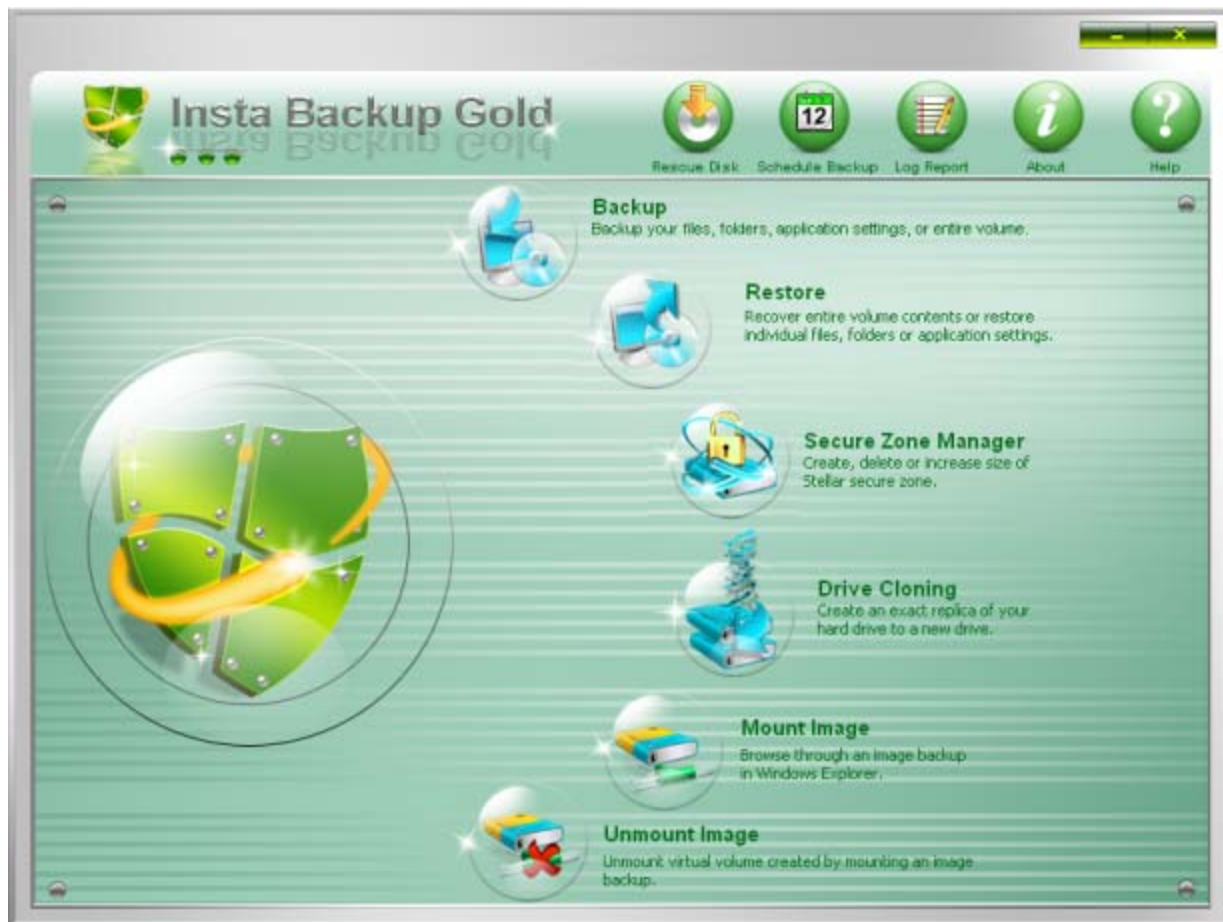 Insta Backup Gold
12
Rescue Disk
Schedule Backup
Log Report
About
Help
Backup
Backup your files, folders, application settings, or entire volume.
Restore
Recover entire volume contents or restore
individual files, folders or application settings.
Secure Zone Manager
Create, delete or increase size of
Stellar secure zone.
Drive Cloning
Create an exact replica of your
hard drive to a new drive.
Mount Image
Browse through an image backup
in Windows Explorer.
Unmount Image
Unmount virtual volume created by mounting an image
backup.